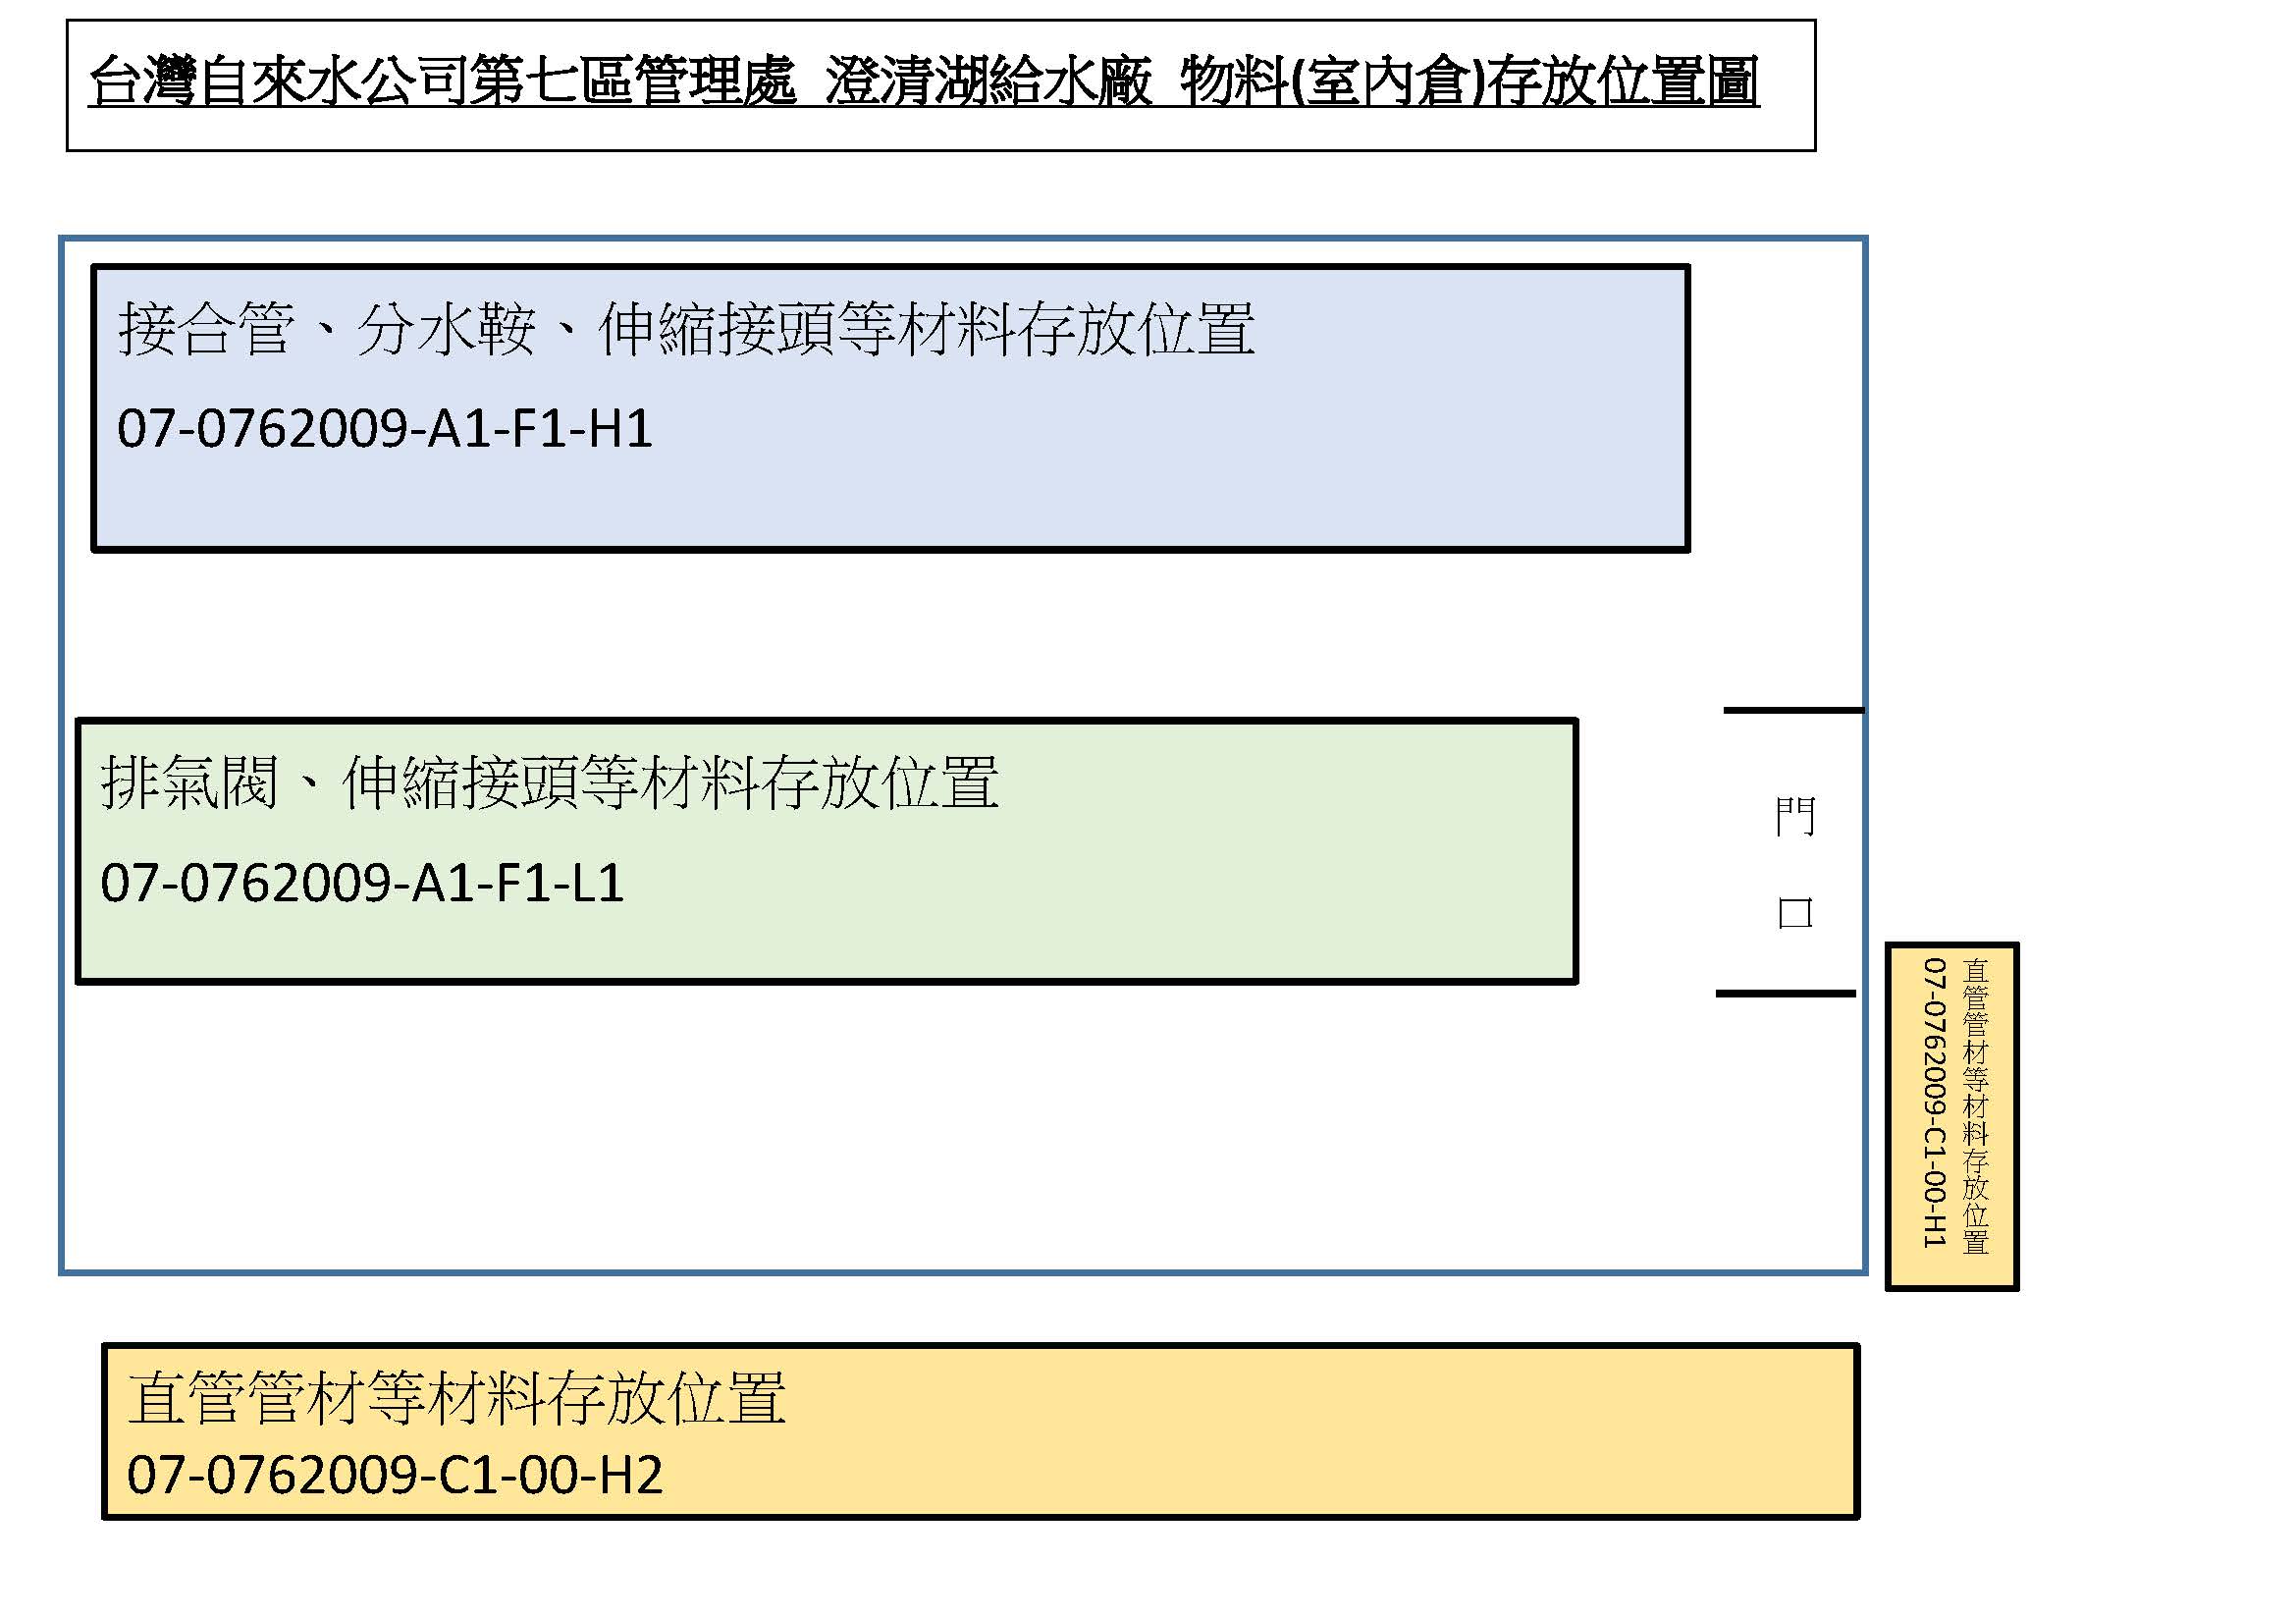 台灣自來水公司第七區管理處 澄清湖給水廠 物料(室內倉)存放位置圖
接合管、分水鞍、伸縮接頭等材料存放位置
07-0762009-A1-F1-H1
排氣閥、伸縮接頭等材料存放位置
07-0762009-A1-F1-L1
門
口
直管管材等材料存放位置
07-0762009-C1-00-H1
直管管材等材料存放位置
07-0762009-C1-00-H2